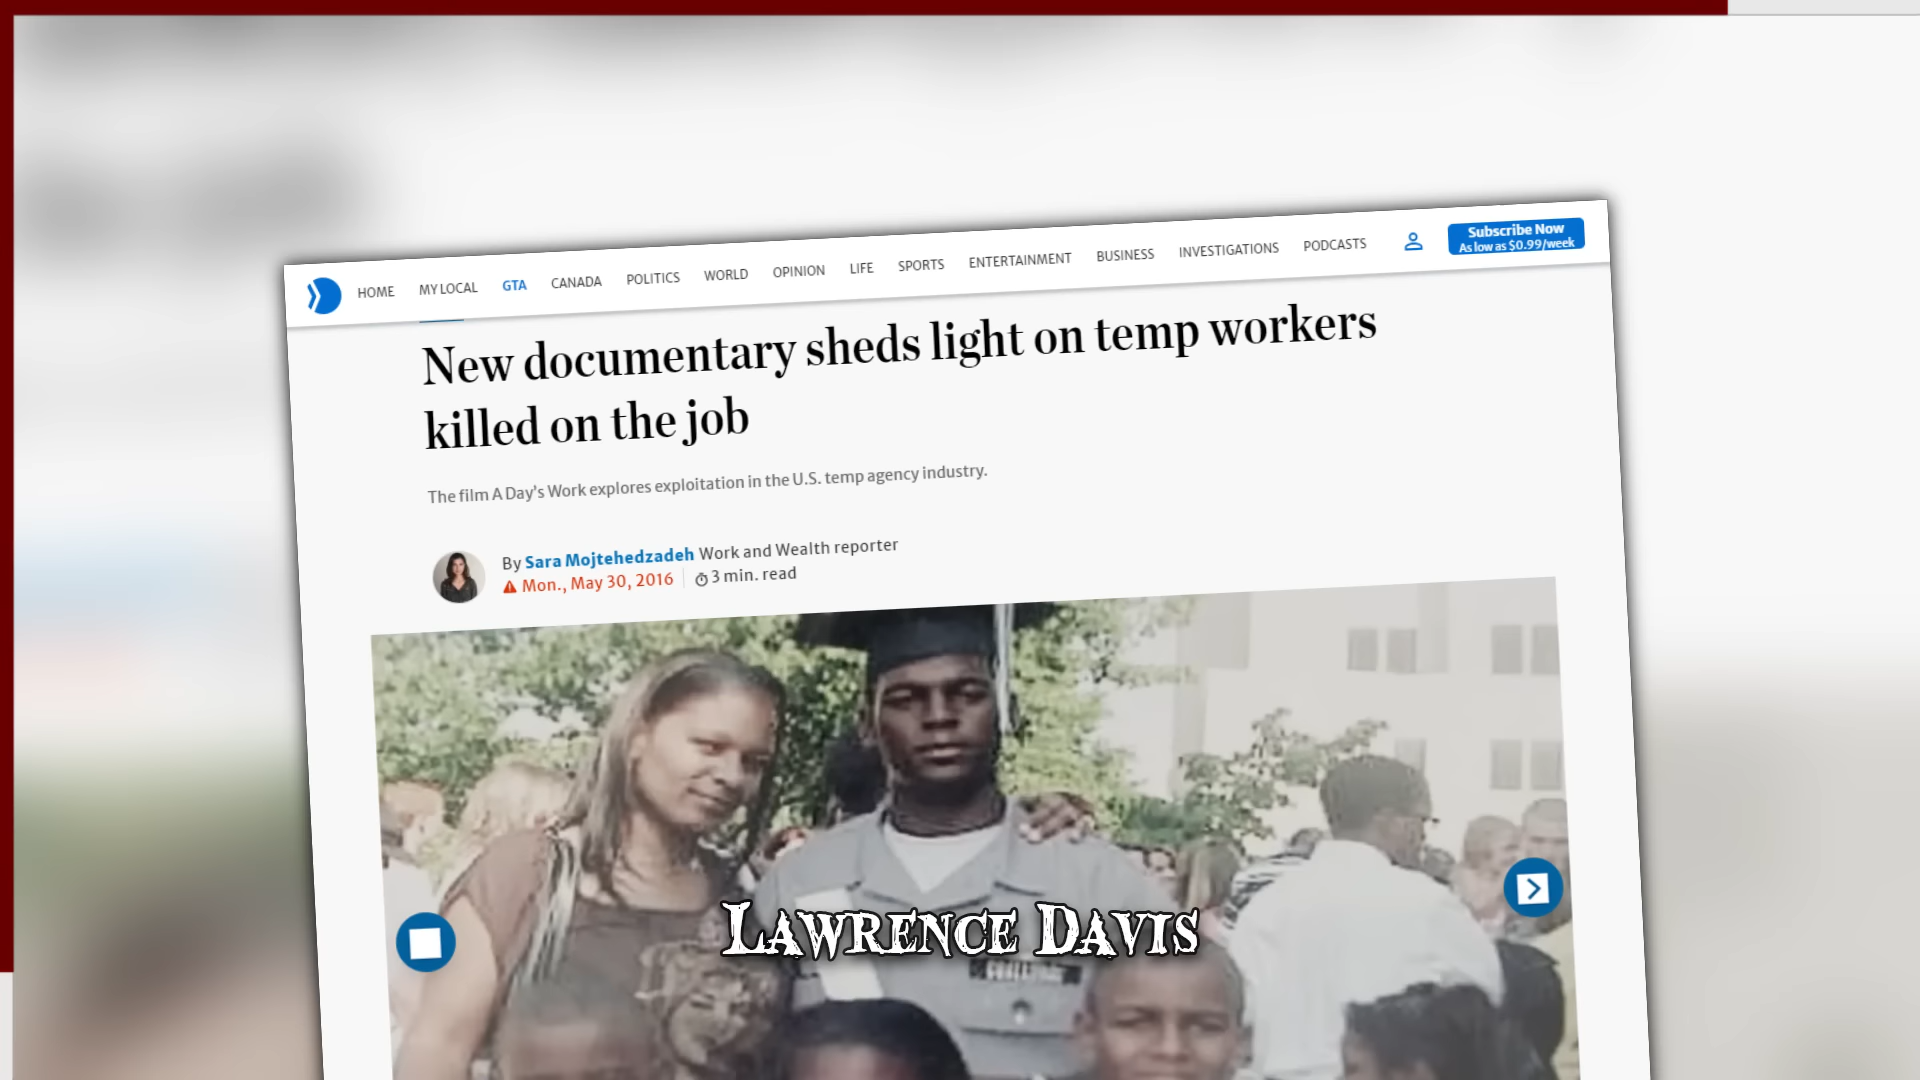 HOME MY LOCAL GTA CANADA POLITICS WORLD OPINION LIFE SPORTS ENTERTAINMENT BUSINESS INVESTIGATIONS PODCASTS
Subscribe Now
As low as $0.99/week
New documentary sheds light on temp workers
killed on the job
The film A Day's Work explores exploitation in the U.S. temp agency industry.
By Sara Mojtehedzadeh Work and Wealth reporter
Mon., May 30, 2016 3 min. read
Lawrence Davis